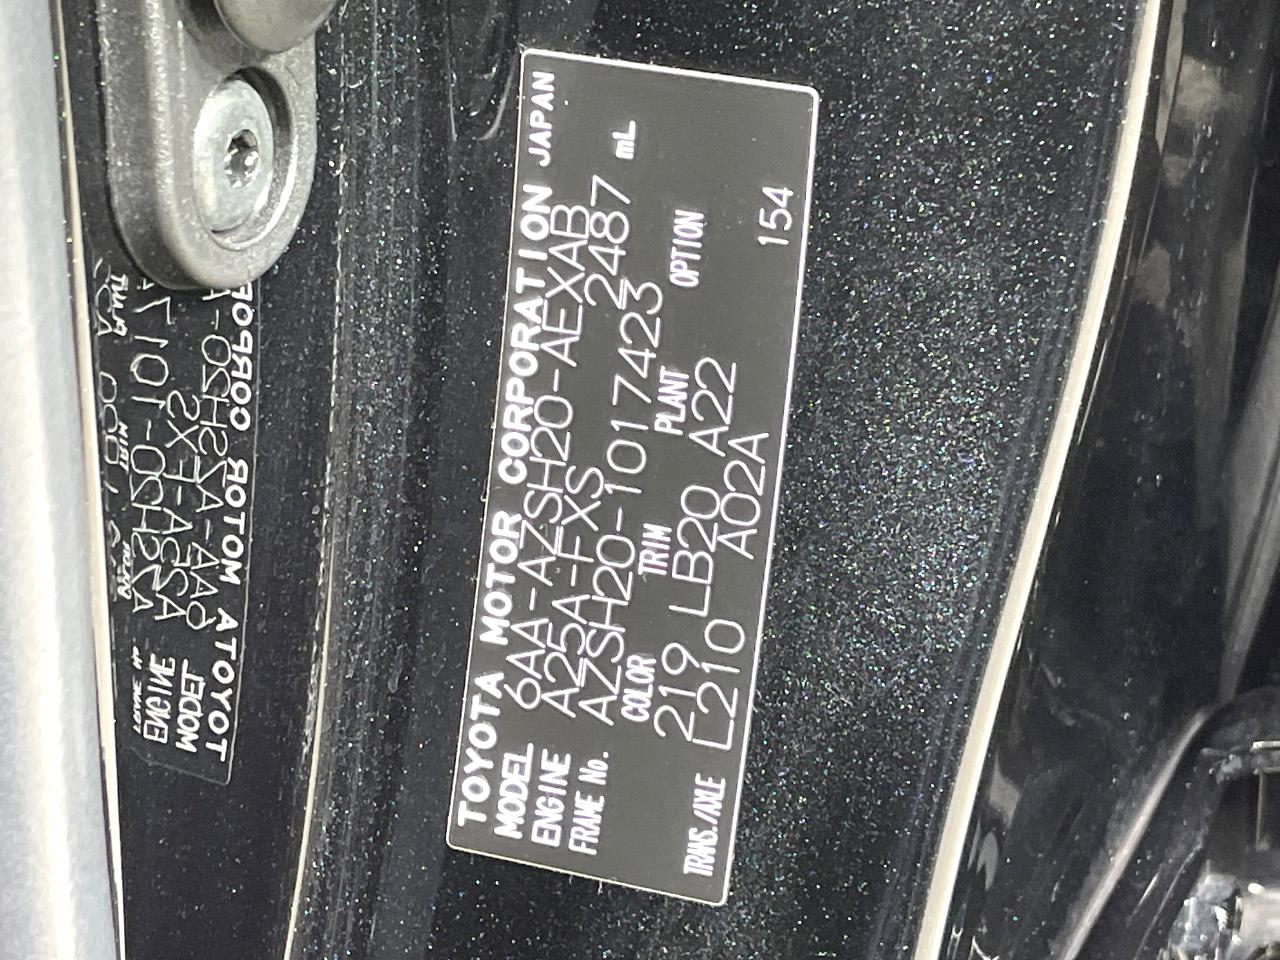 TOYOTA MOTOR CORPORATION JAPAN
MODEL 6AA-AZSH20-AEXAB
ENGINE A25A-FXS 2487 mL
FRAME No. AZSH20-1017423
COLOR TRIM PLANT OPTION
219 LB20 A22
TRANS./AXLE L210 A02A 154